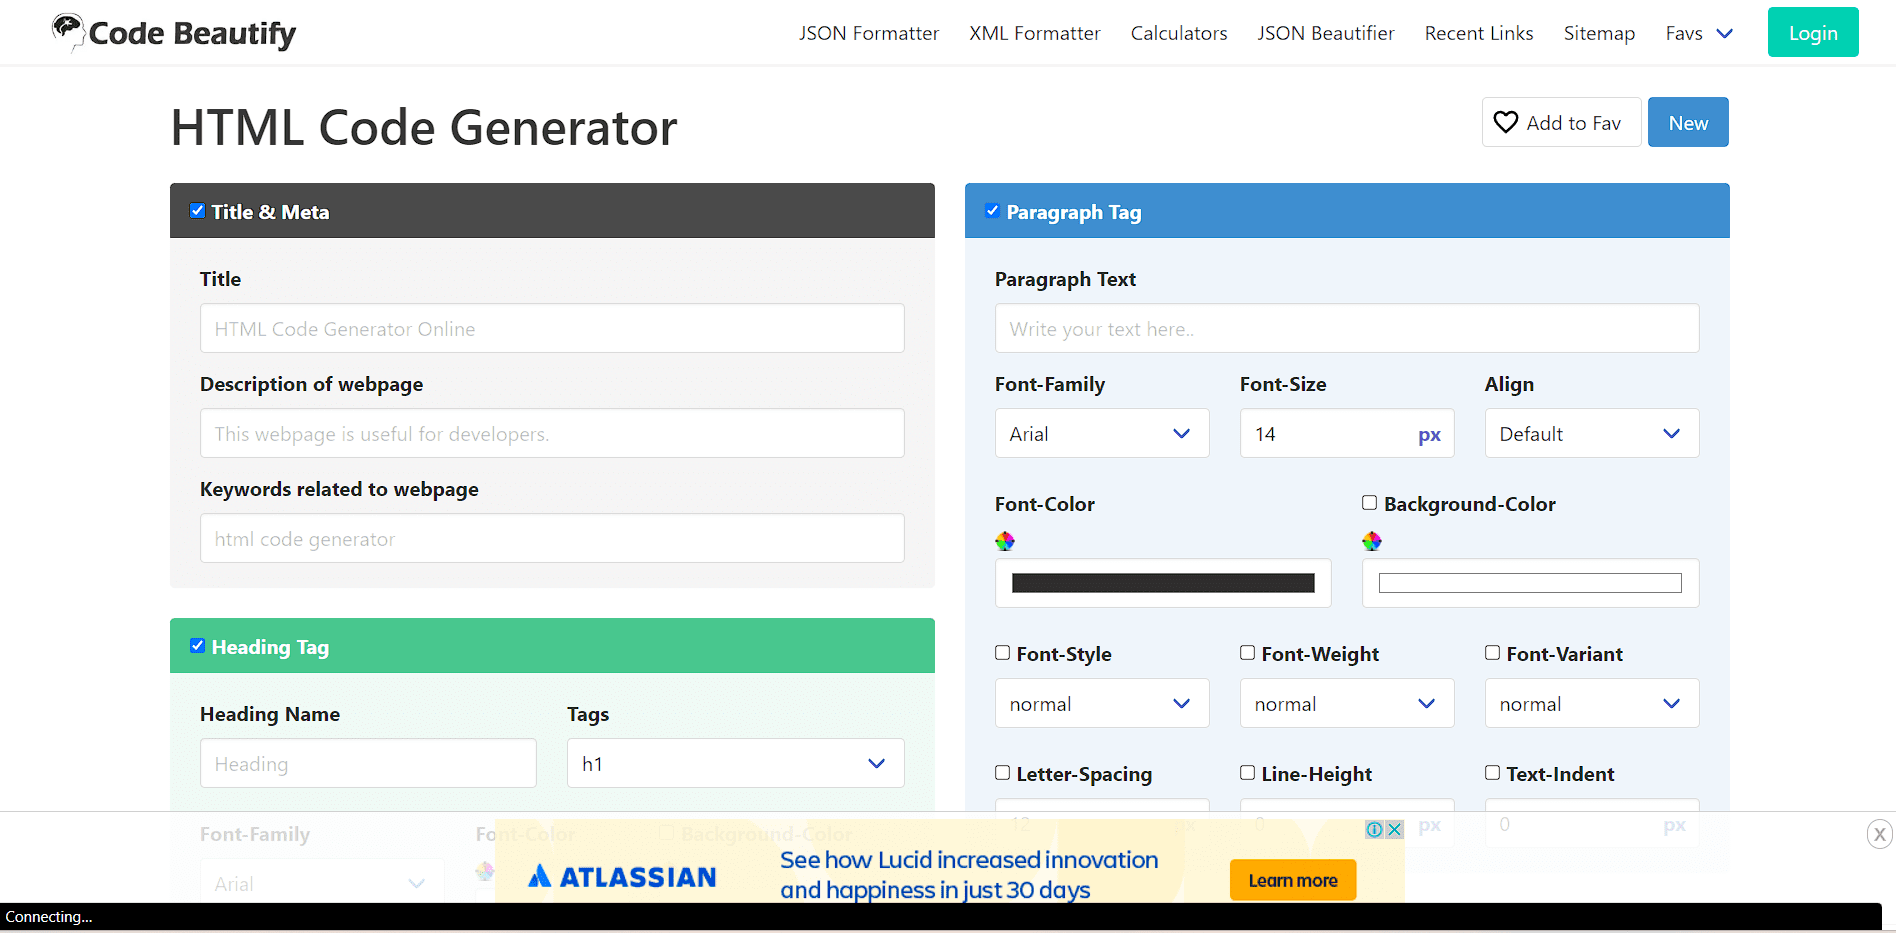 Code Beautify
JSON Formatter XML Formatter Calculators JSON Beautifier Recent Links Sitemap Favs Login
HTML Code Generator
Add to Fav New
Title & Meta
Title
HTML Code Generator Online
Description of webpage
This webpage is useful for developers.
Keywords related to webpage
html code generator
Heading Tag
Heading Name Tags
Heading h1
Font-Family Font-Color Background-Color
Arial
Paragraph Tag
Paragraph Text
Write your text here..
Font-Family Font-Size Align
Arial 14 px Default
Font-Color Background-Color
Font-Style Font-Weight Font-Variant
normal normal normal
Letter-Spacing Line-Height Text-Indent
12 px 0 px 0 px
ATLASSIAN
See how Lucid increased innovation
and happiness in just 30 days
Learn more
X
Connecting...